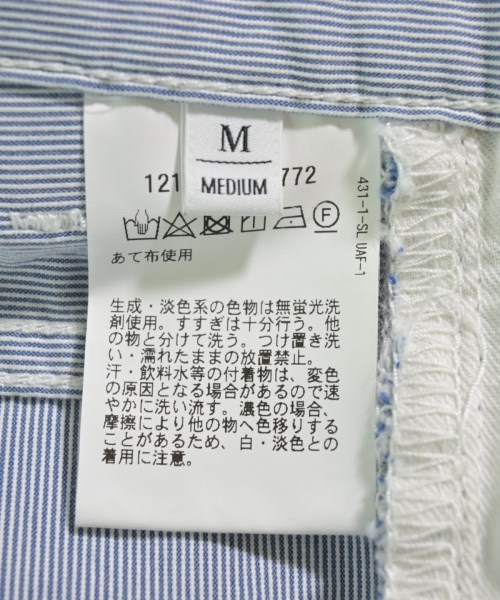 M
MEDIUM
121
772
431-1-SL UAF-1
F
あて布使用
生成・淡色系の色物は無蛍光洗
剤使用。すすぎは十分行う。他
の物と分けて洗う。つけ置き洗
い・濡れたままの放置禁止。
汗・飲料水等の付着物は、変色
の原因となる場合があるので速
やかに洗い流す。濃色の場合、
摩擦により他の物へ色移りする
ことがあるため、白・淡色との
着用に注意。